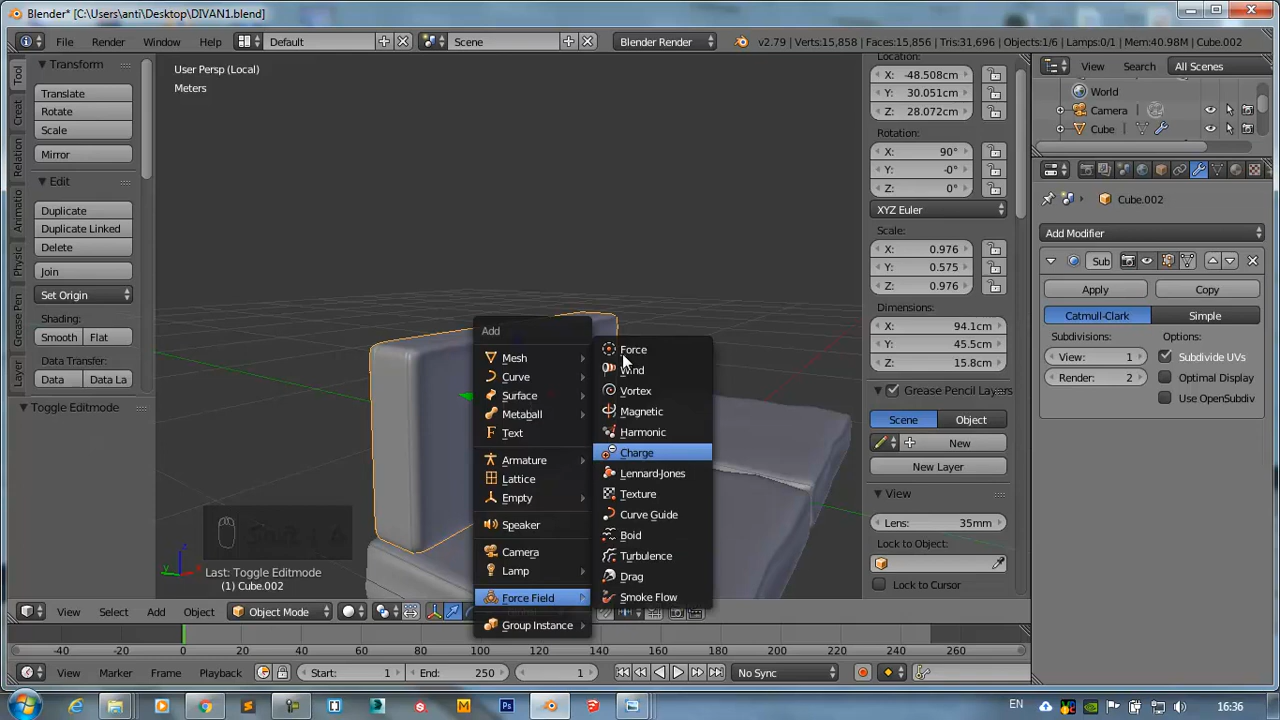 Blender* [C:\Users\anti\Desktop\DIVAN1.blend]
File Render Window Help Default Scene Blender Render v2.79 | Verts:15,858 | Faces:15,856 | Tris:31,696 | Objects:1/6 | Lamps:0/1 | Mem:40.98M | Cube.002
Tool
Creat
Relation
Animatio
Physic
Grease Pen
Layer
Transform
Translate
Rotate
Scale
Mirror
Edit
Duplicate
Duplicate Linked
Delete
Join
Set Origin
Shading:
Smooth Flat
Data Transfer:
Data Data La
Toggle Editmode
User Persp (Local)
Meters
Add
Mesh
Curve
Surface
Metaball
Text
Armature
Lattice
Empty
Speaker
Camera
Lamp
Force Field
Group Instance
Force
Wind
Vortex
Magnetic
Harmonic
Charge
Lennard-Jones
Texture
Curve Guide
Boid
Turbulence
Drag
Smoke Flow
Last: Toggle Editmode
(1) Cube.002
Location:
X: -48.508cm
Y: 30.051cm
Z: 28.072cm
Rotation:
X: 90°
Y: -0°
Z: 0°
XYZ Euler
Scale:
X: 0.976
Y: 0.575
Z: 0.976
Dimensions:
X: 94.1cm
Y: 45.5cm
Z: 15.8cm
Grease Pencil Layers
Scene Object
New
New Layer
View
Lens: 35mm
Lock to Object:
Lock to Cursor
View Search All Scenes
World
Camera
Cube
Cube.002
Add Modifier
Sub
Apply Copy
Catmull-Clark Simple
Subdivisions: Options:
View: 1 Subdivide UVs
Render: 2 Optimal Display
Use OpenSubdiv
View Select Add Object Object Mode
0 20 40 60 80 100 120 140 160 180 200 220 240 260
View Marker Frame Playback Start: 1 End: 250 1 No Sync
EN 16:36